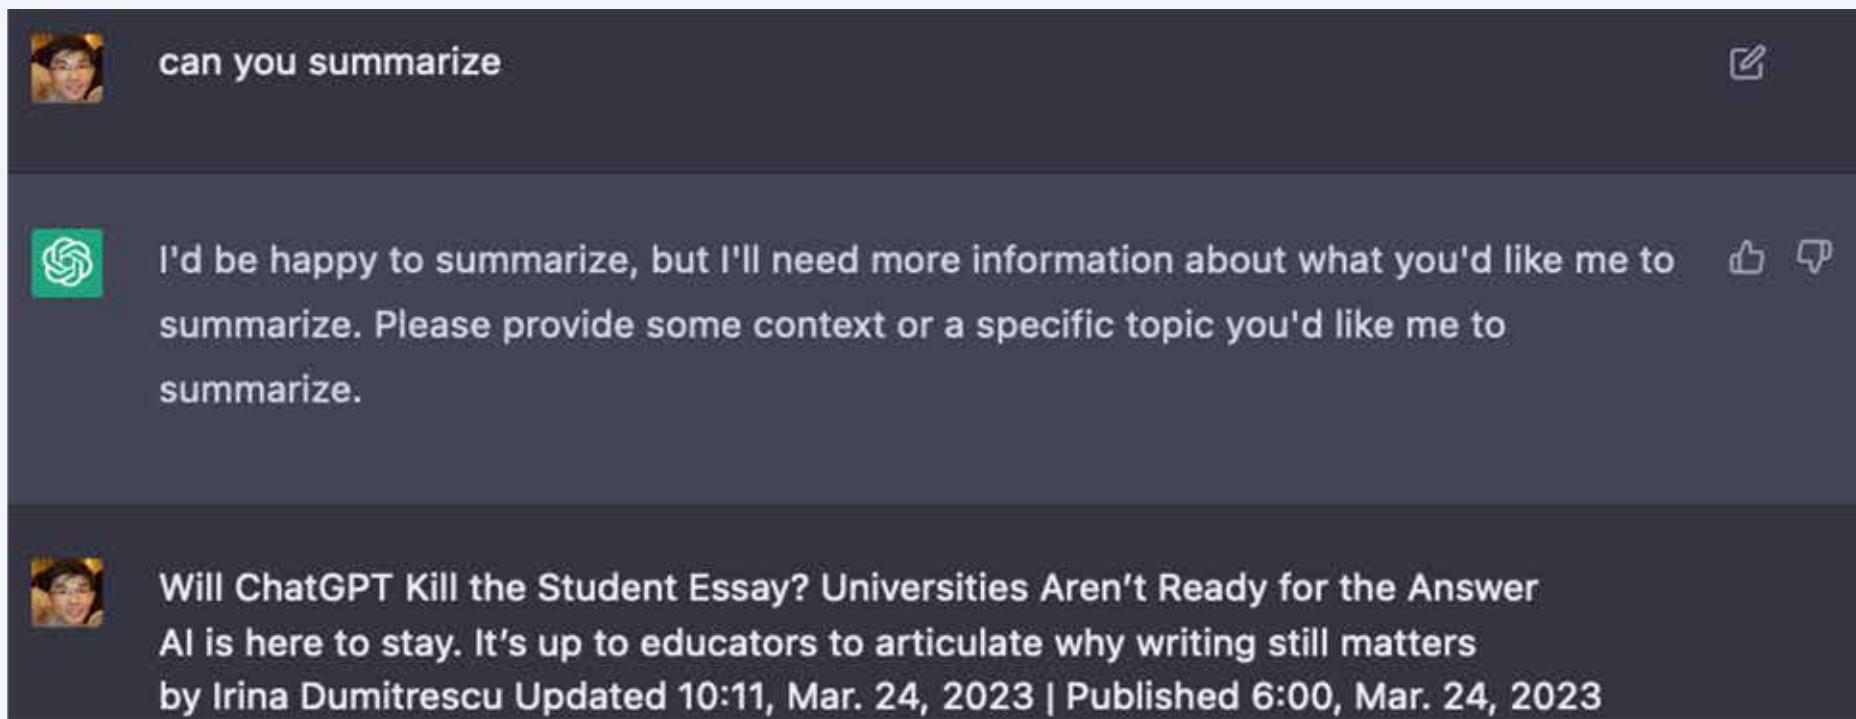 can you summarize
I'd be happy to summarize, but I'll need more information about what you'd like me to
summarize. Please provide some context or a specific topic you'd like me to
summarize.
Will ChatGPT Kill the Student Essay? Universities Aren’t Ready for the Answer
AI is here to stay. It’s up to educators to articulate why writing still matters
by Irina Dumitrescu Updated 10:11, Mar. 24, 2023 | Published 6:00, Mar. 24, 2023